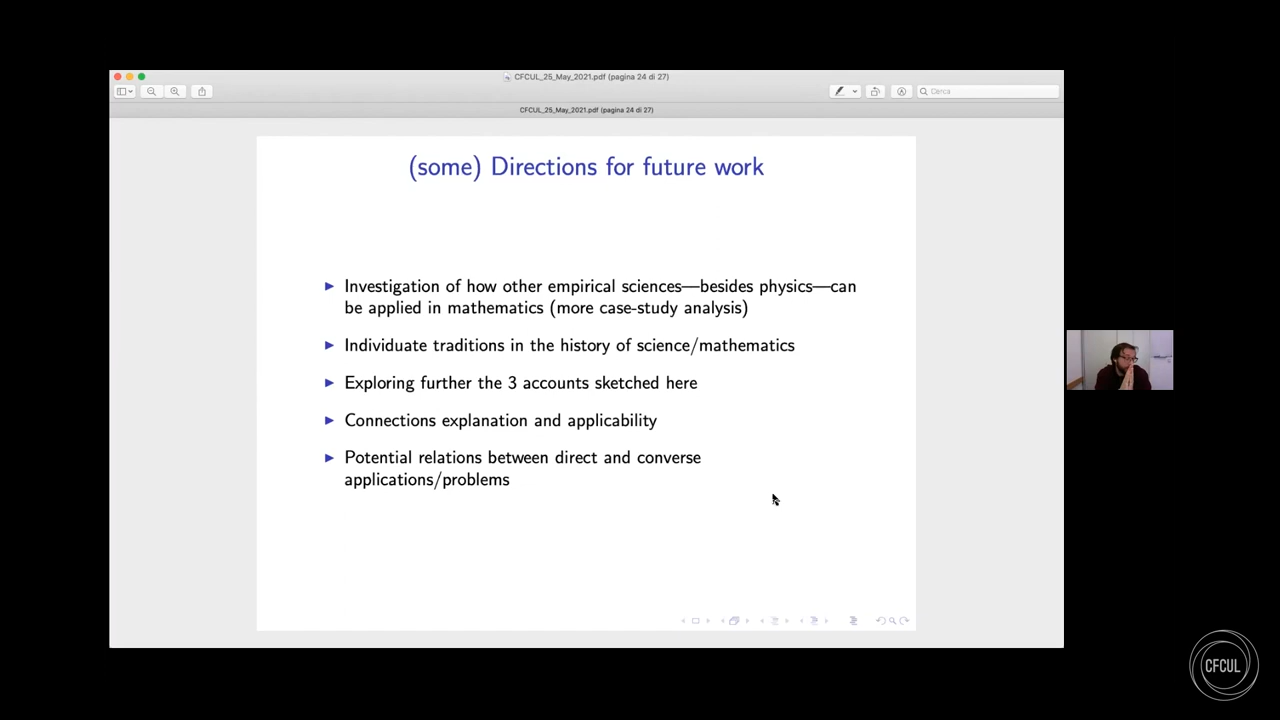 CFCUL_25_May_2021.pdf (pagina 24 di 27)
Cerca
CFCUL_25_May_2021.pdf (pagina 24 di 27)
(some) Directions for future work
Investigation of how other empirical sciences—besides physics—can
be applied in mathematics (more case-study analysis)
Individuate traditions in the history of science/mathematics
Exploring further the 3 accounts sketched here
Connections explanation and applicability
Potential relations between direct and converse
applications/problems
CFCUL